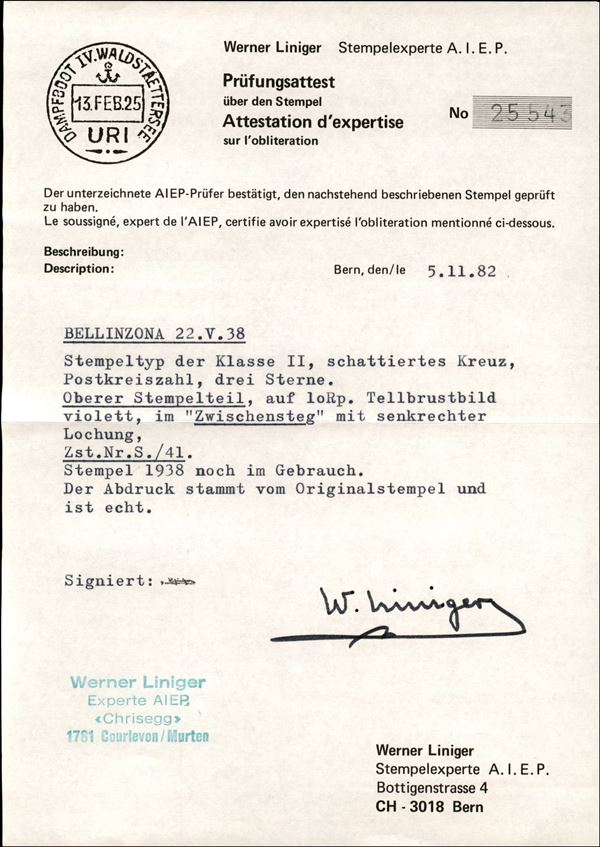 DAMPFBOOT IV. WALDSTAETTERSEE
13.FEB.25
URI
Werner Liniger Stempelexperte A.I.E.P.
Prüfungsattest
über den Stempel
Attestation d'expertise
sur l'obliteration
No 25543
Der unterzeichnete AIEP-Prüfer bestätigt, den nachstehend beschriebenen Stempel geprüft
zu haben.
Le soussigné, expert de l'AIEP, certifie avoir expertisé l'obliteration mentionné ci-dessous.
Beschreibung:
Description:
Bern, den/le 5.11.82
BELLINZONA 22.V.38
Stempeltyp der Klasse II, schattiertes Kreuz,
Postkreiszahl, drei Sterne.
Oberer Stempelteil, auf loRp. Tellbrustbild
violett, im "Zwischensteg" mit senkrechter
Lochung,
Zst.Nr.S./41.
Stempel 1938 noch im Gebrauch.
Der Abdruck stammt vom Originalstempel und
ist echt.
Signiert:
W. Liniger
Werner Liniger
Experte AIEP
«Chrisegg»
1781 Courlevon/Murten
Werner Liniger
Stempelexperte A.I.E.P.
Bottigenstrasse 4
CH - 3018 Bern